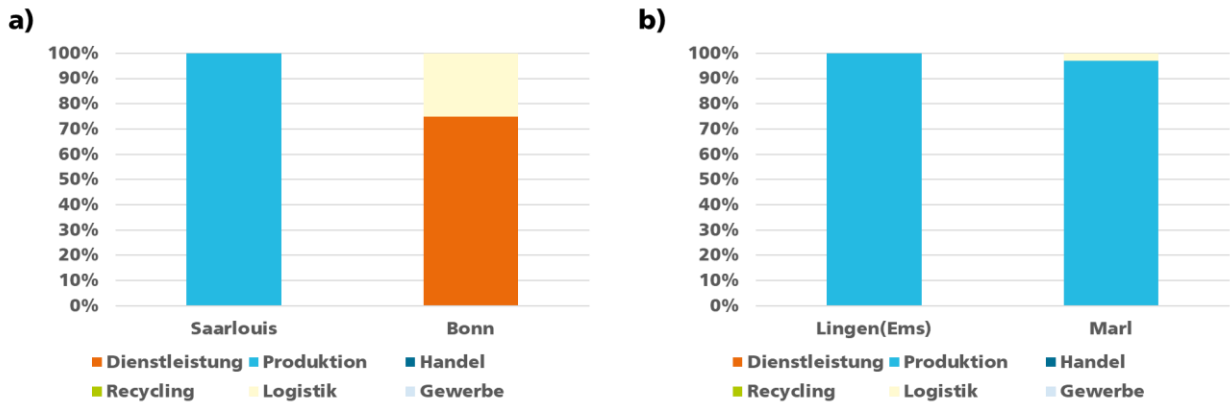 a)
100%
90%
80%
70%
60%
50%
40%
30%
20%
10%
0%
Saarlouis Bonn
Dienstleistung Produktion Handel
Recycling Logistik Gewerbe
b)
100%
90%
80%
70%
60%
50%
40%
30%
20%
10%
0%
Lingen(Ems) Marl
Dienstleistung Produktion Handel
Recycling Logistik Gewerbe